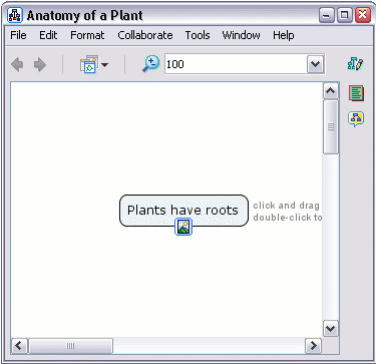 Anatomy of a Plant
File Edit Format Collaborate Tools Window Help
100
Plants have roots
click and drag
double-click to